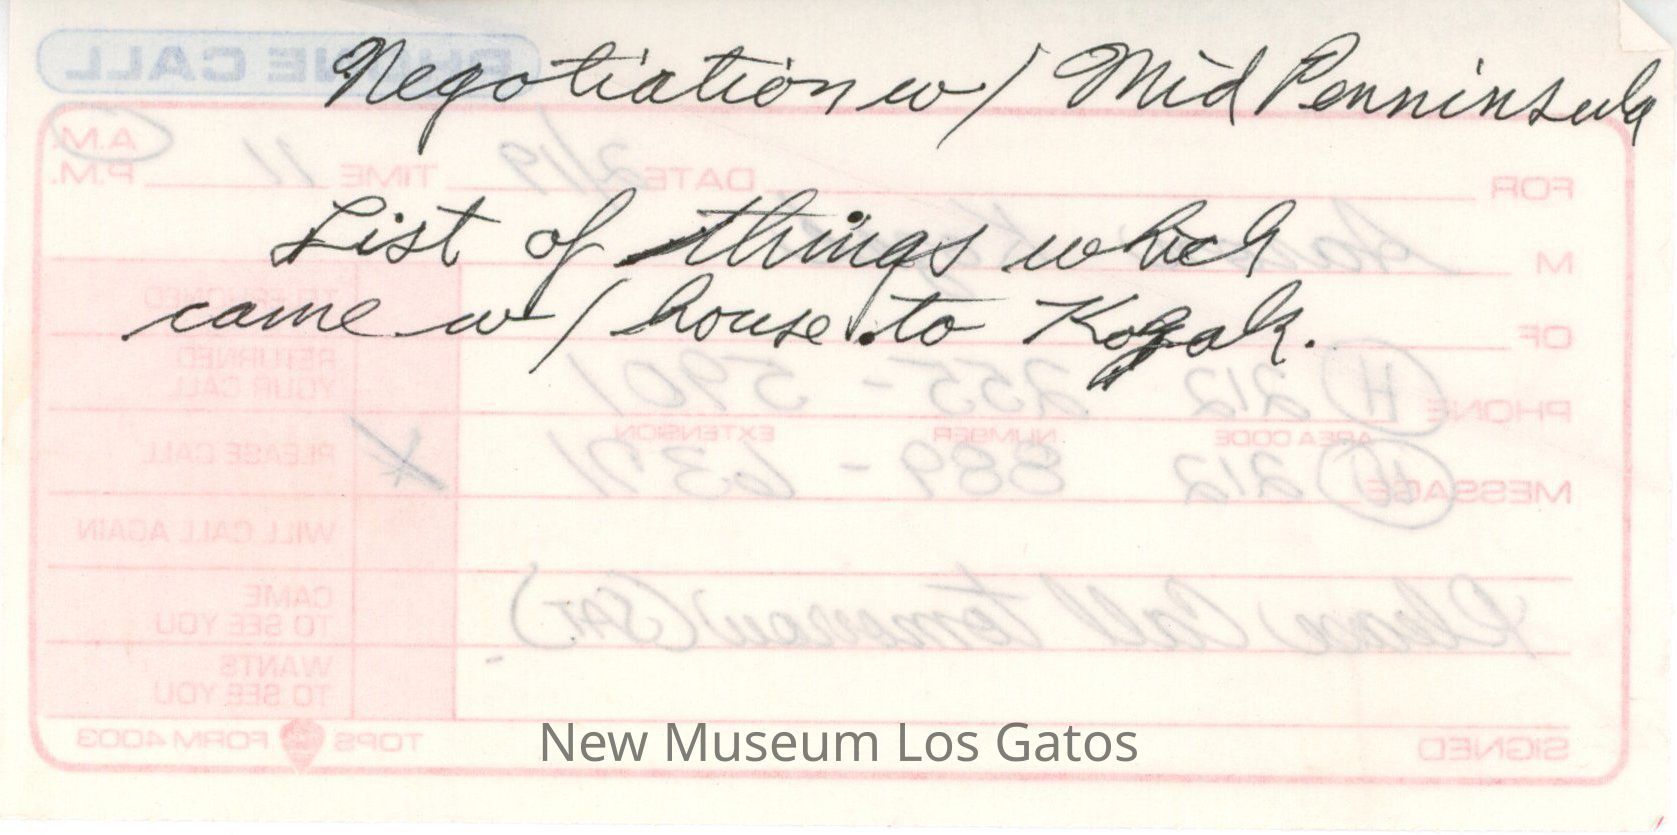 Negotiation w/ Mid Penninsula
List of things which
came w/ house to Kozak.
PHONE CALL
FOR DATE 2/19 TIME 11 A.M.
P.M.
M
OF
PHONE (H) 212 255-5901
AREA CODE NUMBER EXTENSION
MESSAGE (W) 212 889-6371
Please Call tomorrow (SAT.)
SIGNED
TELEPHONED
RETURNED
YOUR CALL
PLEASE CALL
WILL CALL AGAIN
CAME
TO SEE YOU
WANTS
TO SEE YOU
TOPS FORM 4003
New Museum Los Gatos